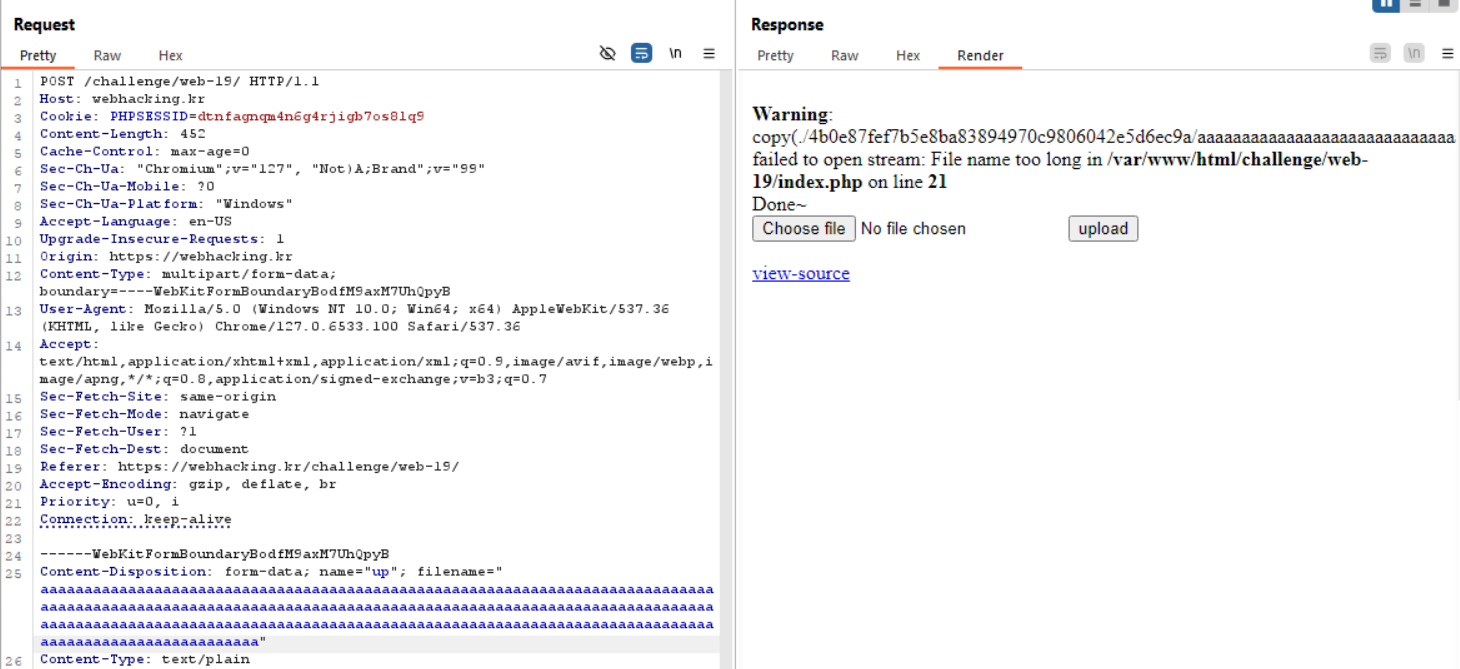 Request
Pretty Raw Hex
\n
1 POST /challenge/web-19/ HTTP/1.1
2 Host: webhacking.kr
3 Cookie: PHPSESSID=dtnfagnqm4n6g4rjigb7os8lq9
4 Content-Length: 452
5 Cache-Control: max-age=0
6 Sec-Ch-Ua: "Chromium";v="127", "Not)A;Brand";v="99"
7 Sec-Ch-Ua-Mobile: ?0
8 Sec-Ch-Ua-Platform: "Windows"
9 Accept-Language: en-US
10 Upgrade-Insecure-Requests: 1
11 Origin: https://webhacking.kr
12 Content-Type: multipart/form-data;
boundary=----WebKitFormBoundaryBodfM9axM7UhQpyB
13 User-Agent: Mozilla/5.0 (Windows NT 10.0; Win64; x64) AppleWebKit/537.36
(KHTML, like Gecko) Chrome/127.0.6533.100 Safari/537.36
14 Accept:
text/html,application/xhtml+xml,application/xml;q=0.9,image/avif,image/webp,i
mage/apng,*/*;q=0.8,application/signed-exchange;v=b3;q=0.7
15 Sec-Fetch-Site: same-origin
16 Sec-Fetch-Mode: navigate
17 Sec-Fetch-User: ?1
18 Sec-Fetch-Dest: document
19 Referer: https://webhacking.kr/challenge/web-19/
20 Accept-Encoding: gzip, deflate, br
21 Priority: u=0, i
22 Connection: keep-alive
23
24 ------WebKitFormBoundaryBodfM9axM7UhQpyB
25 Content-Disposition: form-data; name="up"; filename="
aaaaaaaaaaaaaaaaaaaaaaaaaaaaaaaaaaaaaaaaaaaaaaaaaaaaaaaaaaaaaaaaaaaaaaaaaaaaa
aaaaaaaaaaaaaaaaaaaaaaaaaaaaaaaaaaaaaaaaaaaaaaaaaaaaaaaaaaaaaaaaaaaaaaaaaaaaa
aaaaaaaaaaaaaaaaaaaaaaaaaaaaaaaaaaaaaaaaaaaaaaaaaaaaaaaaaaaaaaaaaaaaaaaaaaaaa
aaaaaaaaaaaaaaaaaaaaaaaaa"
26 Content-Type: text/plain
Response
Pretty Raw Hex Render
\n
Warning:
copy(./4b0e87fef7b5e8ba83894970c9806042e5d6ec9a/aaaaaaaaaaaaaaaaaaaaaaaaaaaaa
failed to open stream: File name too long in /var/www/html/challenge/web-
19/index.php on line 21
Done~
Choose file No file chosen upload
view-source